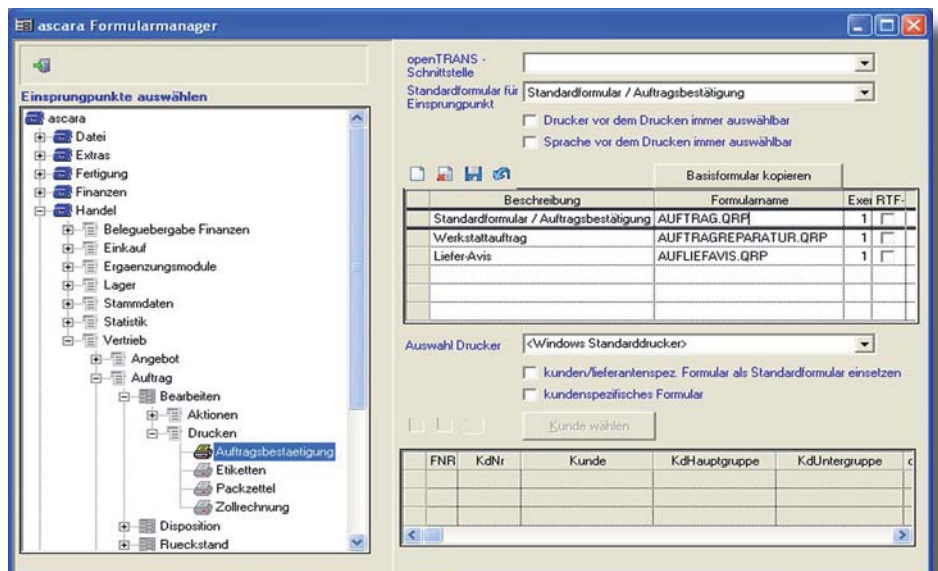 ascara Formularmanager
Einsprungpunkte auswählen
ascara
Datei
Extras
Fertigung
Finanzen
Handel
Beleguebergabe Finanzen
Einkauf
Ergaenzungsmodule
Lager
Stammdaten
Statistik
Vertrieb
Angebot
Auftrag
Bearbeiten
Aktionen
Drucken
Auftragsbestaetigung
Etiketten
Packzettel
Zollrechnung
Disposition
Rueckstand
openTRANS -
Schnittstelle
Standardformular für
Einsprungpunkt
Standardformular / Auftragsbestätigung
Drucker vor dem Drucken immer auswählbar
Sprache vor dem Drucken immer auswählbar
Basisformular kopieren
Beschreibung Formularname Exei RTF-
Standardformular / Auftragsbestätigung AUFTRAG.QRP 1
Werkstattauftrag AUFTRAGREPARATUR.QRP 1
Liefer-Avis AUFLIEFAVIS.QRP 1
Auswahl Drucker <Windows Standarddrucker>
kunden/lieferantenspez. Formular als Standardformular einsetzen
kundenspezifisches Formular
Kunde wählen
FNR KdNr Kunde KdHauptgruppe KdUntergruppe